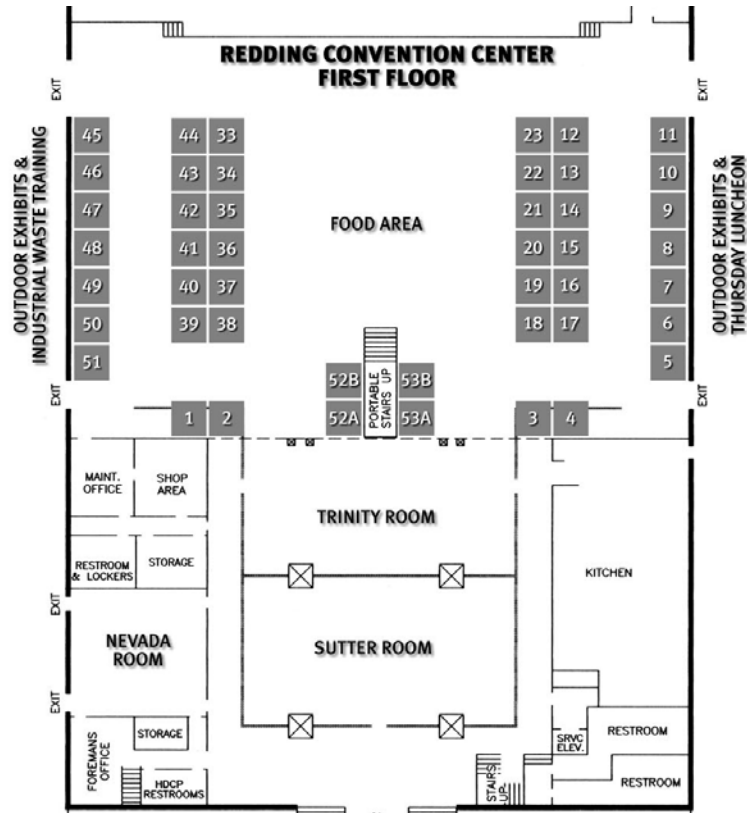 REDDING CONVENTION CENTER
FIRST FLOOR
EXIT
EXIT
45 44 33 23 12 11
46 43 34 22 13 10
47 42 35 21 14 9
FOOD AREA
48 41 36 20 15 8
49 40 37 19 16 7
50 39 38 18 17 6
51 5
OUTDOOR EXHIBITS &
INDUSTRIAL WASTE TRAINING
OUTDOOR EXHIBITS &
THURSDAY LUNCHEON
52B 53B
PORTABLE
STAIRS UP
EXIT
EXIT
1 2 52A 53A 3 4
MAINT.
OFFICE
SHOP
AREA
TRINITY ROOM
RESTROOM
& LOCKERS
STORAGE
KITCHEN
EXIT
NEVADA
ROOM
SUTTER ROOM
EXIT
FOREMANS
OFFICE
STORAGE
HDCP
RESTROOMS
SRVC
ELEV.
RESTROOM
STAIRS
UP
RESTROOM